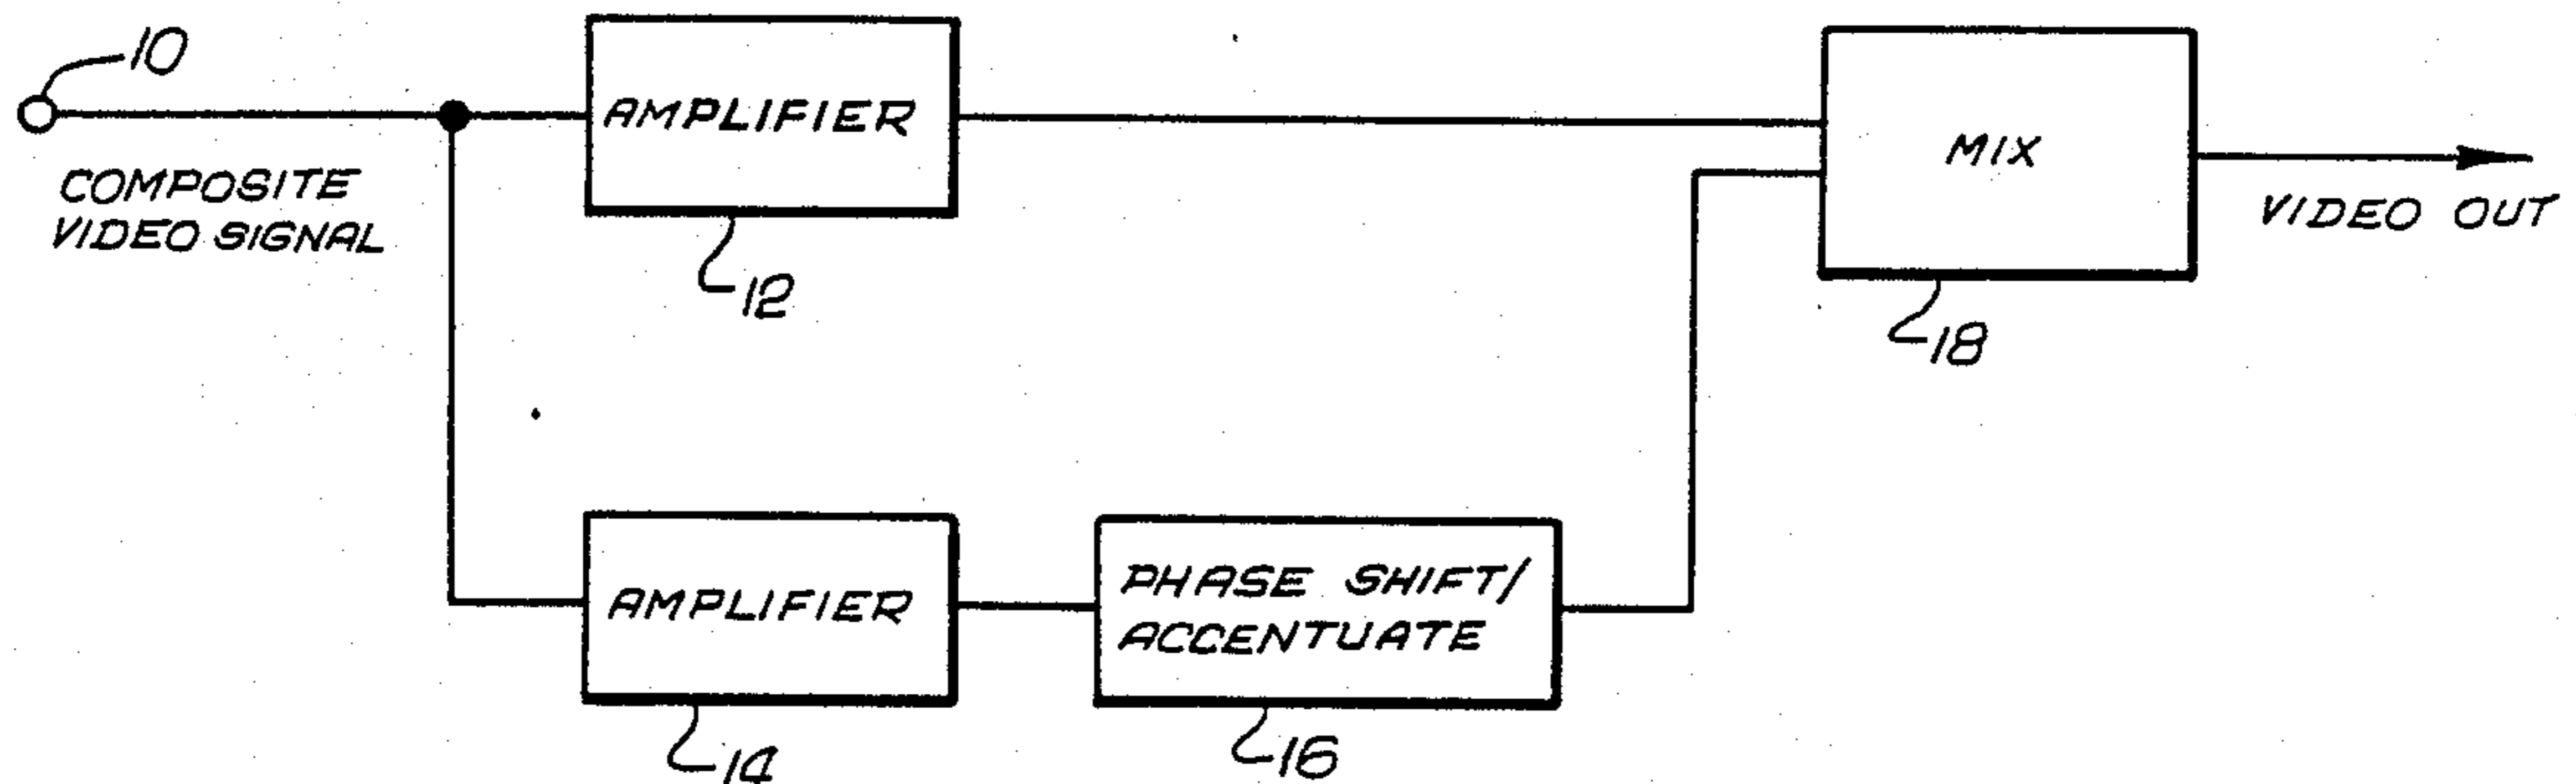 10
COMPOSITE
VIDEO SIGNAL
AMPLIFIER
12
MIX
18
VIDEO OUT
AMPLIFIER
14
PHASE SHIFT/
ACCENTUATE
16